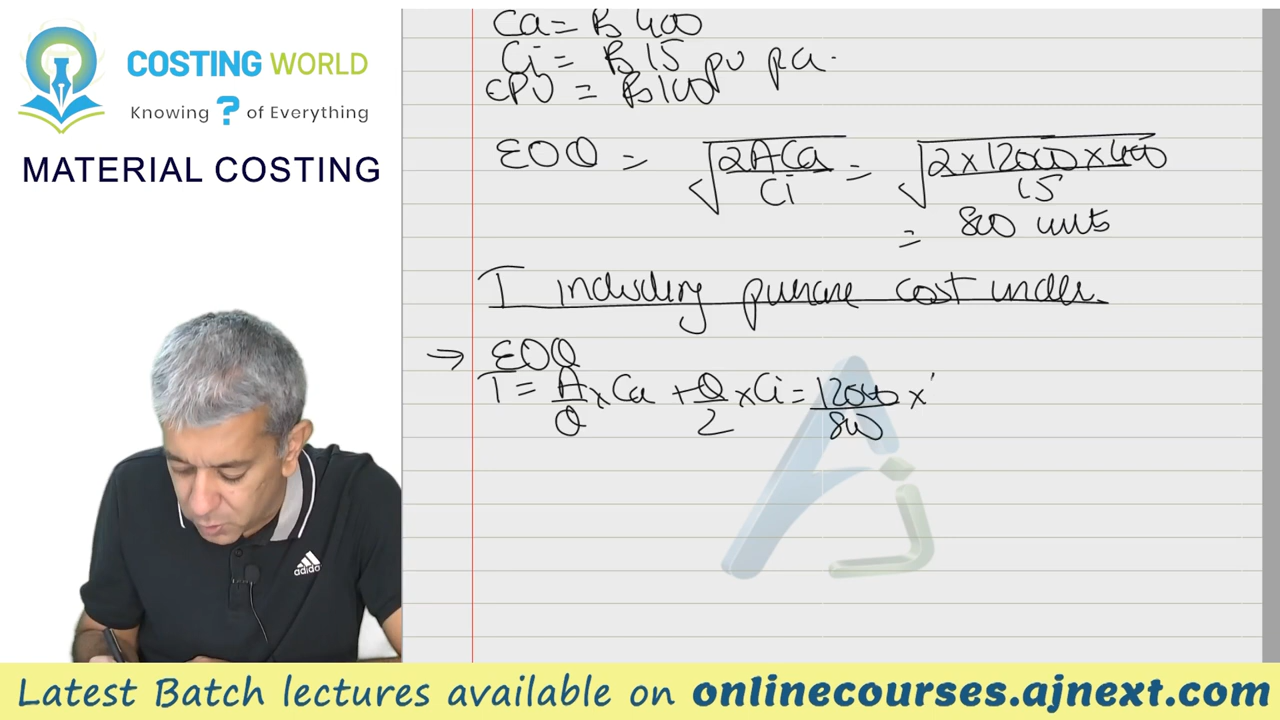 COSTING WORLD
Knowing ? of Everything
MATERIAL COSTING
Ca = Rs 400
Ci = Rs 15 pu pa.
CPU = Rs 100
EOQ = √2ACa/Ci = √2 x 12000 x 400/15
= 800 units
T including purchase cost under
→ EOQ
T = A/Q x Ca + Q/2 x Ci = 12000/800 x
adidas
Latest Batch lectures available on onlinecourses.ajnext.com